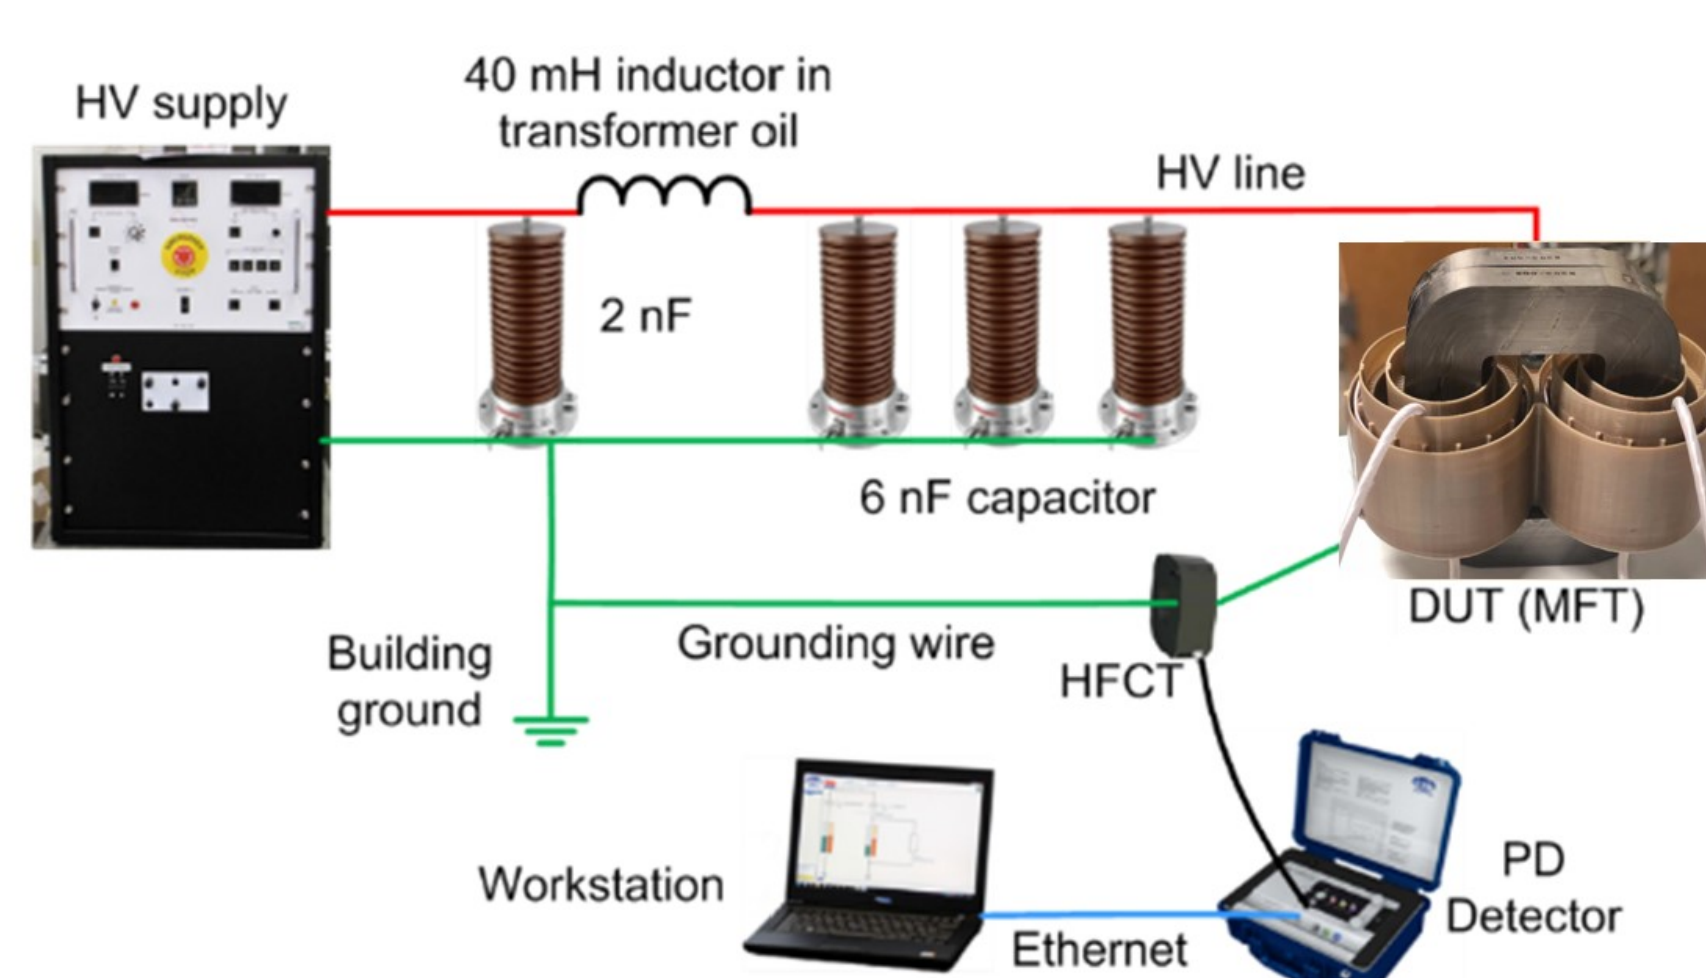 40 mH inductor in
transformer oil
HV supply
HV line
2 nF
6 nF capacitor
DUT (MFT)
Grounding wire
Building
ground
HFCT
PD
Detector
Workstation
Ethernet